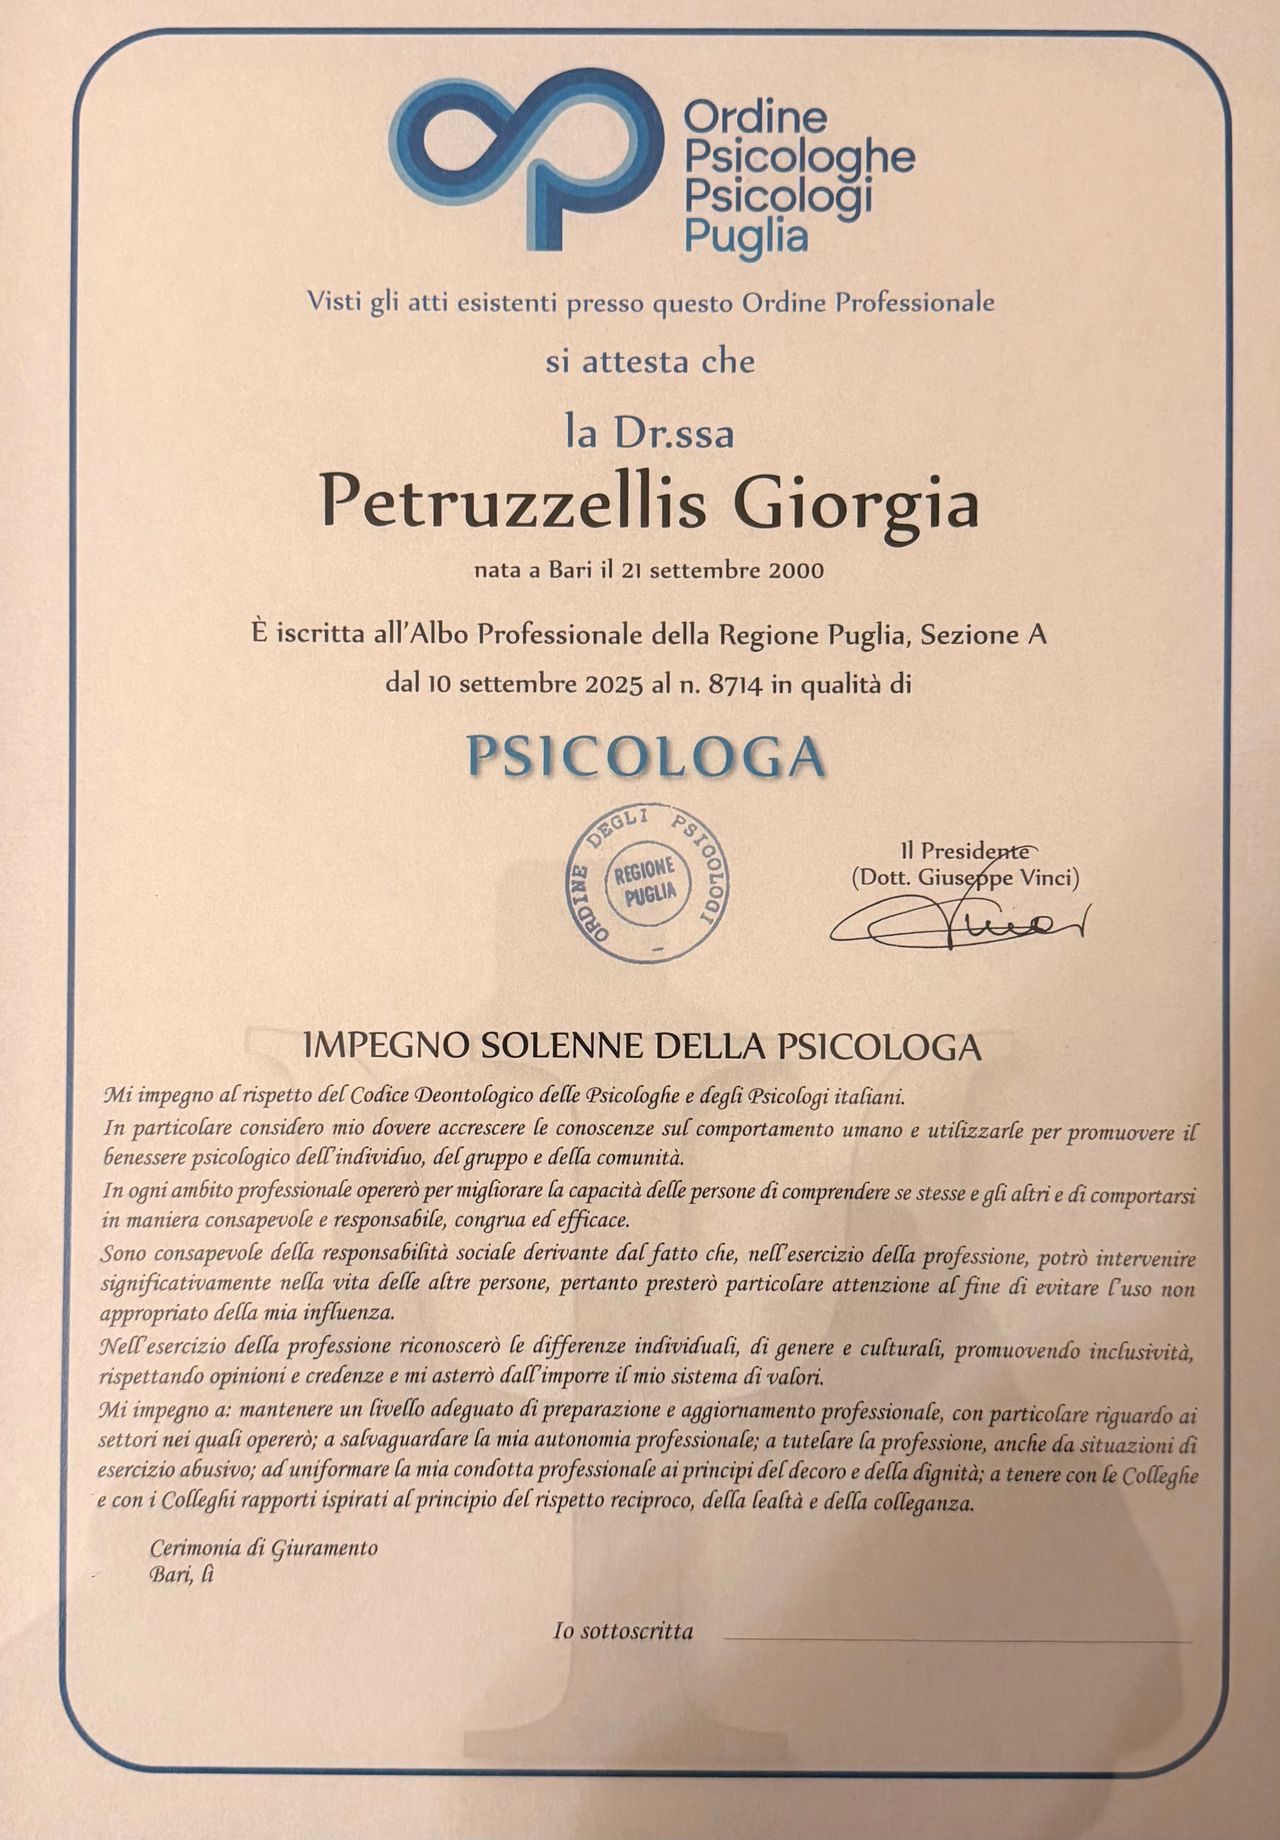 Ordine
Psicologhe
Psicologi
Puglia
Visti gli atti esistenti presso questo Ordine Professionale
si attesta che
la Dr.ssa
Petruzzellis Giorgia
nata a Bari il 21 settembre 2000
È iscritta all'Albo Professionale della Regione Puglia, Sezione A
dal 10 settembre 2025 al n. 8714 in qualità di
PSICOLOGA
ORDINE DEGLI PSICOLOGI
REGIONE
PUGLIA
Il Presidente
(Dott. Giuseppe Vinci)
IMPEGNO SOLENNE DELLA PSICOLOGA
Mi impegno al rispetto del Codice Deontologico delle Psicologhe e degli Psicologi italiani.
In particolare considero mio dovere accrescere le conoscenze sul comportamento umano e utilizzarle per promuovere il
benessere psicologico dell'individuo, del gruppo e della comunità.
In ogni ambito professionale opererò per migliorare la capacità delle persone di comprendere se stesse e gli altri e di comportarsi
in maniera consapevole e responsabile, congrua ed efficace.
Sono consapevole della responsabilità sociale derivante dal fatto che, nell'esercizio della professione, potrò intervenire
significativamente nella vita delle altre persone, pertanto presterò particolare attenzione al fine di evitare l'uso non
appropriato della mia influenza.
Nell'esercizio della professione riconoscerò le differenze individuali, di genere e culturali, promuovendo inclusività,
rispettando opinioni e credenze e mi asterrò dall'imporre il mio sistema di valori.
Mi impegno a: mantenere un livello adeguato di preparazione e aggiornamento professionale, con particolare riguardo ai
settori nei quali opererò; a salvaguardare la mia autonomia professionale; a tutelare la professione, anche da situazioni di
esercizio abusivo; ad uniformare la mia condotta professionale ai principi del decoro e della dignità; a tenere con le Colleghe
e con i Colleghi rapporti ispirati al principio del rispetto reciproco, della lealtà e della colleganza.
Cerimonia di Giuramento
Bari, lì
Io sottoscritta